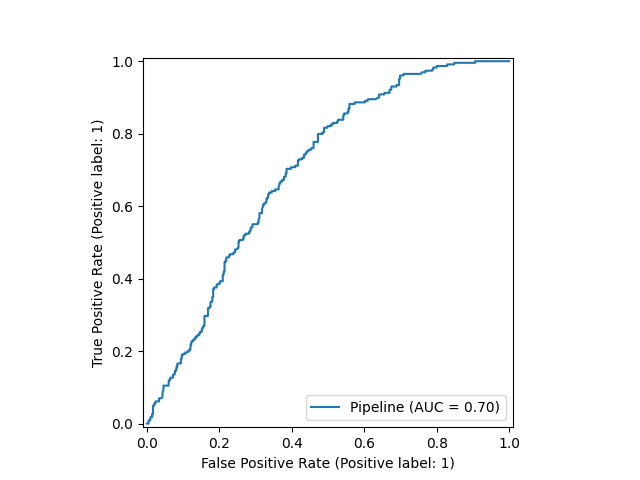 1.0
0.8
0.6
0.4
0.2
0.0
True Positive Rate (Positive label: 1)
Pipeline (AUC = 0.70)
0.0 0.2 0.4 0.6 0.8 1.0
False Positive Rate (Positive label: 1)